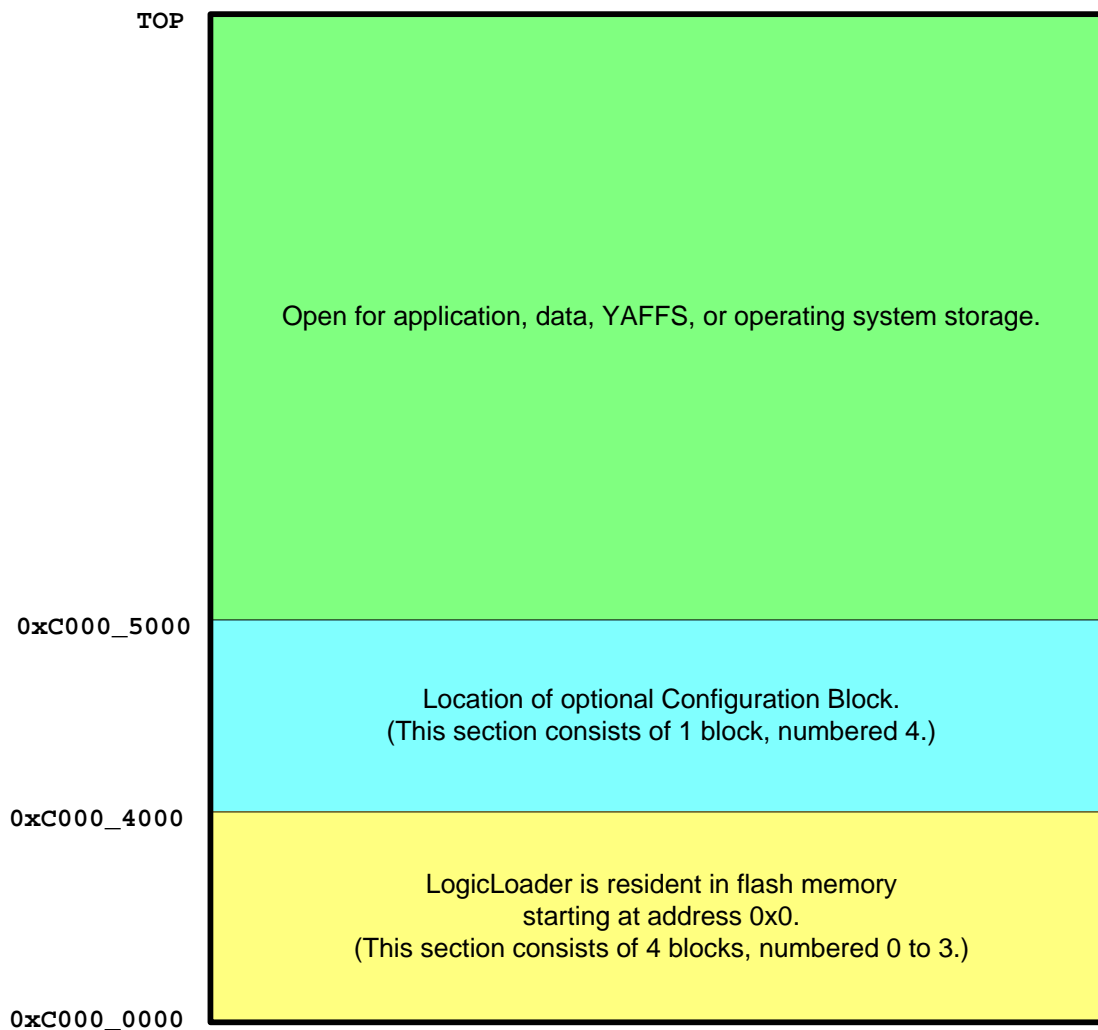 TOP
Open for application, data, YAFFS, or operating system storage.
0xC000_5000
Location of optional Configuration Block.
(This section consists of 1 block, numbered 4.)
0xC000_4000
LogicLoader is resident in flash memory
starting at address 0x0.
(This section consists of 4 blocks, numbered 0 to 3.)
0xC000_0000